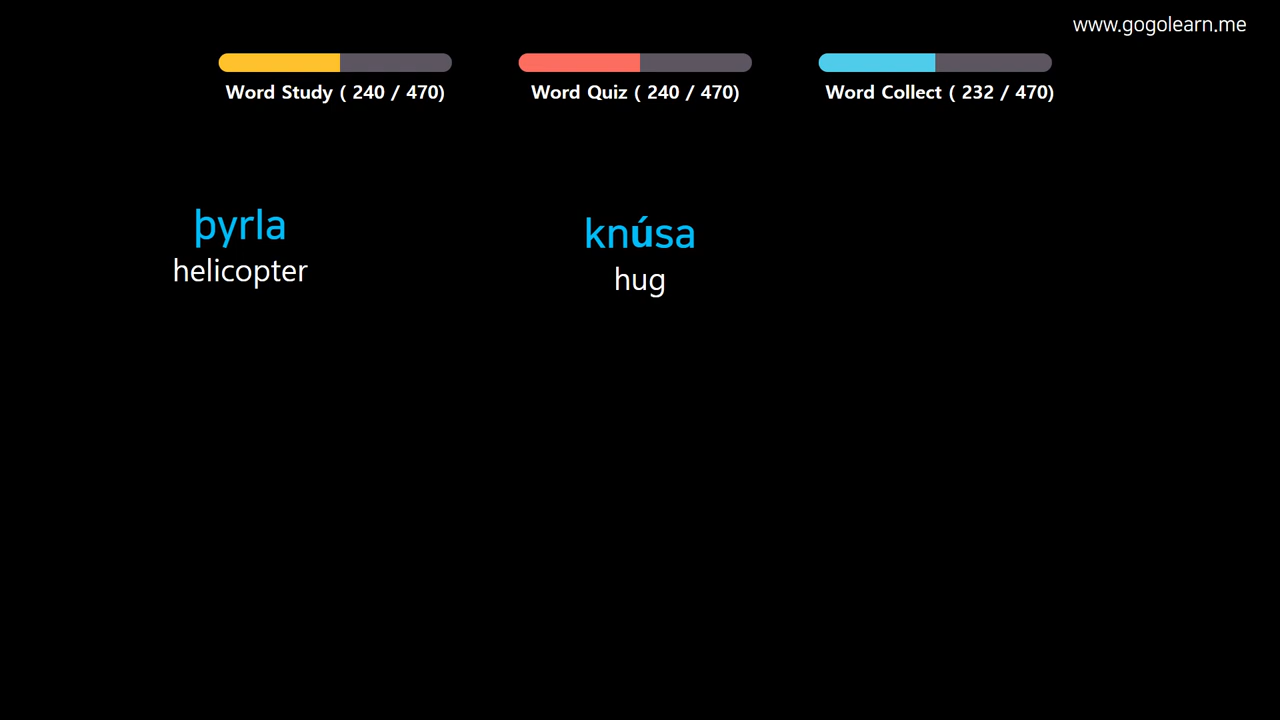 www.gogolearn.me
Word Study ( 240 / 470)
Word Quiz ( 240 / 470)
Word Collect ( 232 / 470)
þyrla
helicopter
knúsa
hug